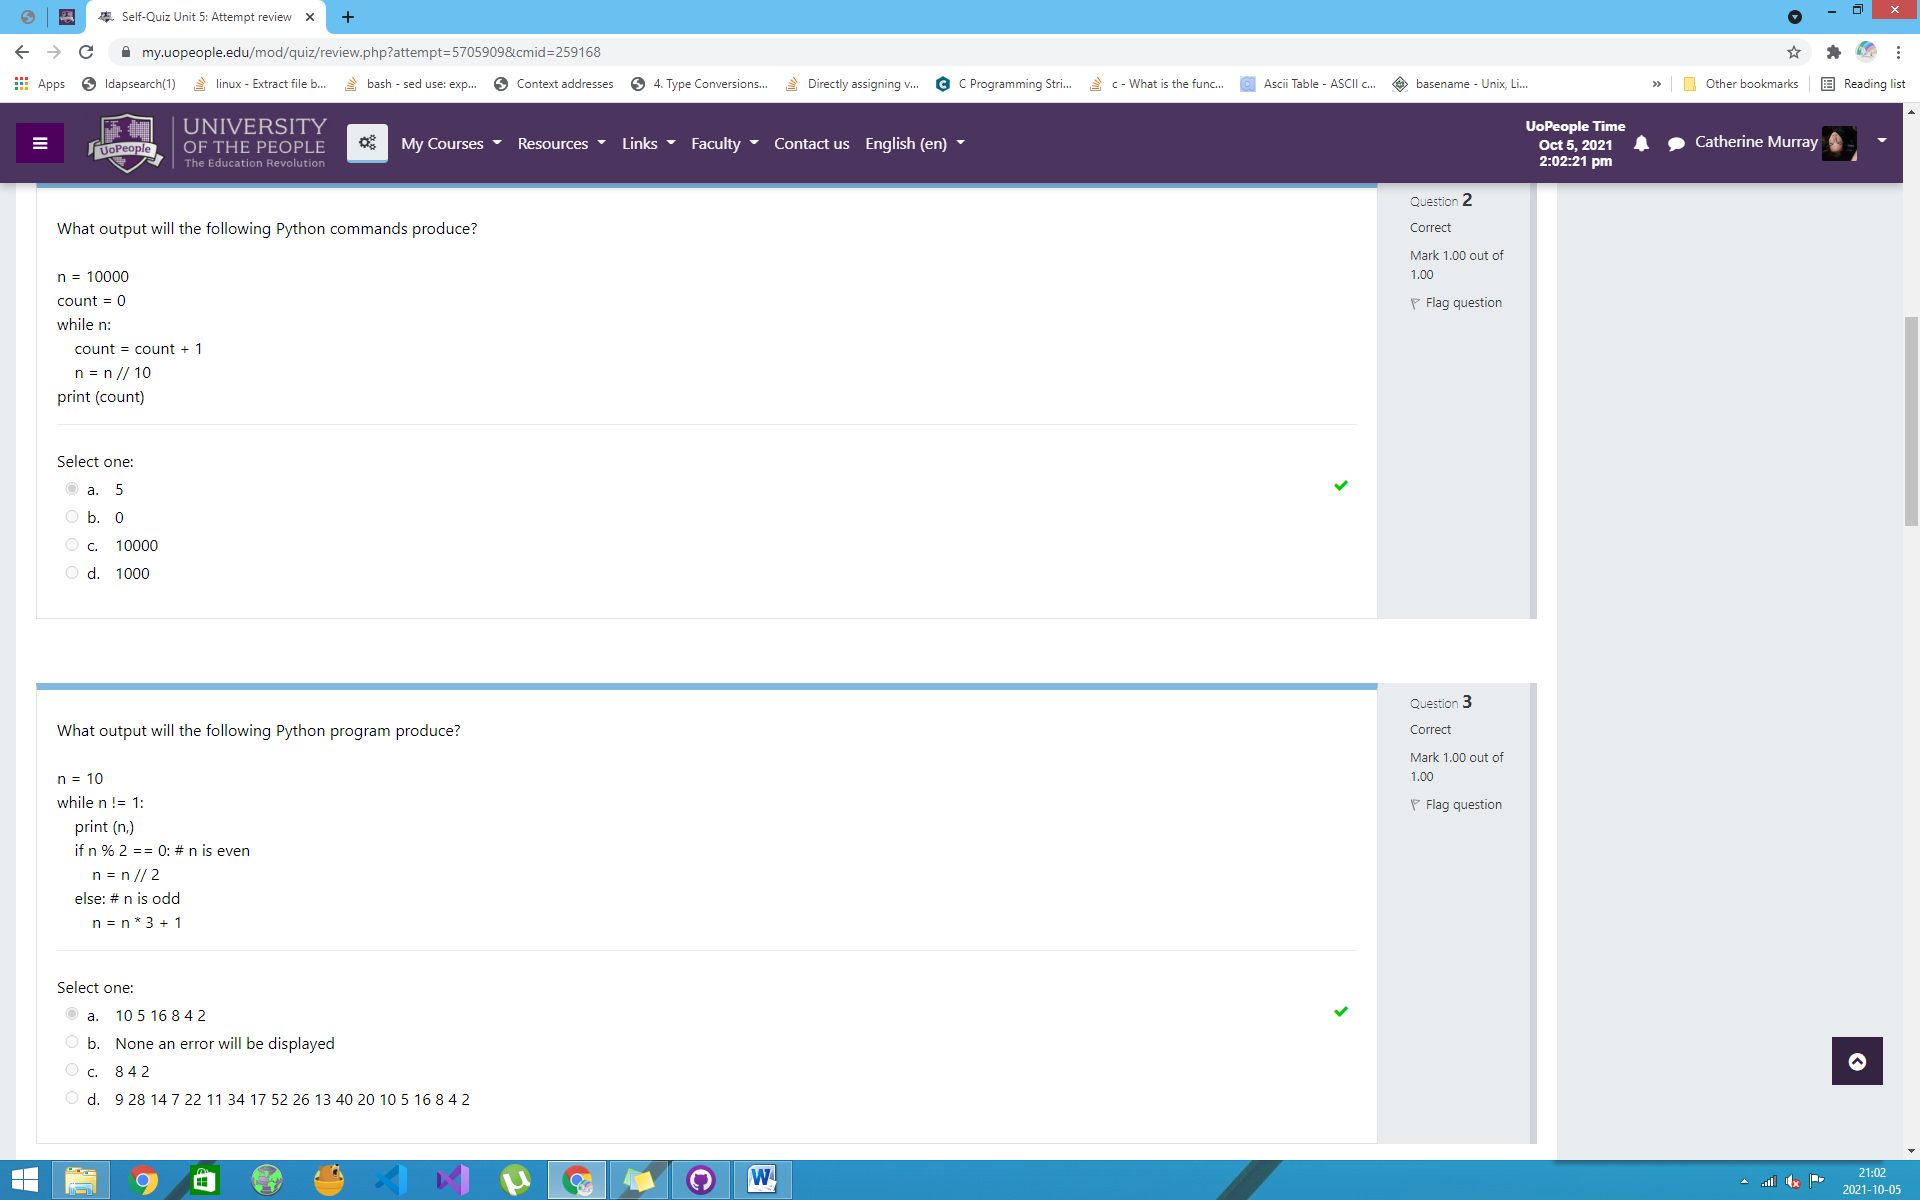 Self-Quiz Unit 5: Attempt review
my.uopeople.edu/mod/quiz/review.php?attempt=5705909&cmid=259168
Apps
ldapsearch(1)
linux - Extract file b...
bash - sed use: exp...
Context addresses
4. Type Conversions...
Directly assigning v...
C Programming Stri...
c - What is the func...
Ascii Table - ASCII c...
basename - Unix, Li...
»
Other bookmarks
Reading list
UoPeople
UNIVERSITY
OF THE PEOPLE
The Education Revolution
My Courses
Resources
Links
Faculty
Contact us
English (en)
UoPeople Time
Oct 5, 2021
2:02:21 pm
Catherine Murray
Question 2
Correct
Mark 1.00 out of
1.00
Flag question
What output will the following Python commands produce?
n = 10000
count = 0
while n:
count = count + 1
n = n // 10
print (count)
Select one:
a. 5
b. 0
c. 10000
d. 1000
Question 3
Correct
Mark 1.00 out of
1.00
Flag question
What output will the following Python program produce?
n = 10
while n != 1:
print (n,)
if n % 2 == 0: # n is even
n = n // 2
else: # n is odd
n = n * 3 + 1
Select one:
a. 10 5 16 8 4 2
b. None an error will be displayed
c. 8 4 2
d. 9 28 14 7 22 11 34 17 52 26 13 40 20 10 5 16 8 4 2
21:02
2021-10-05